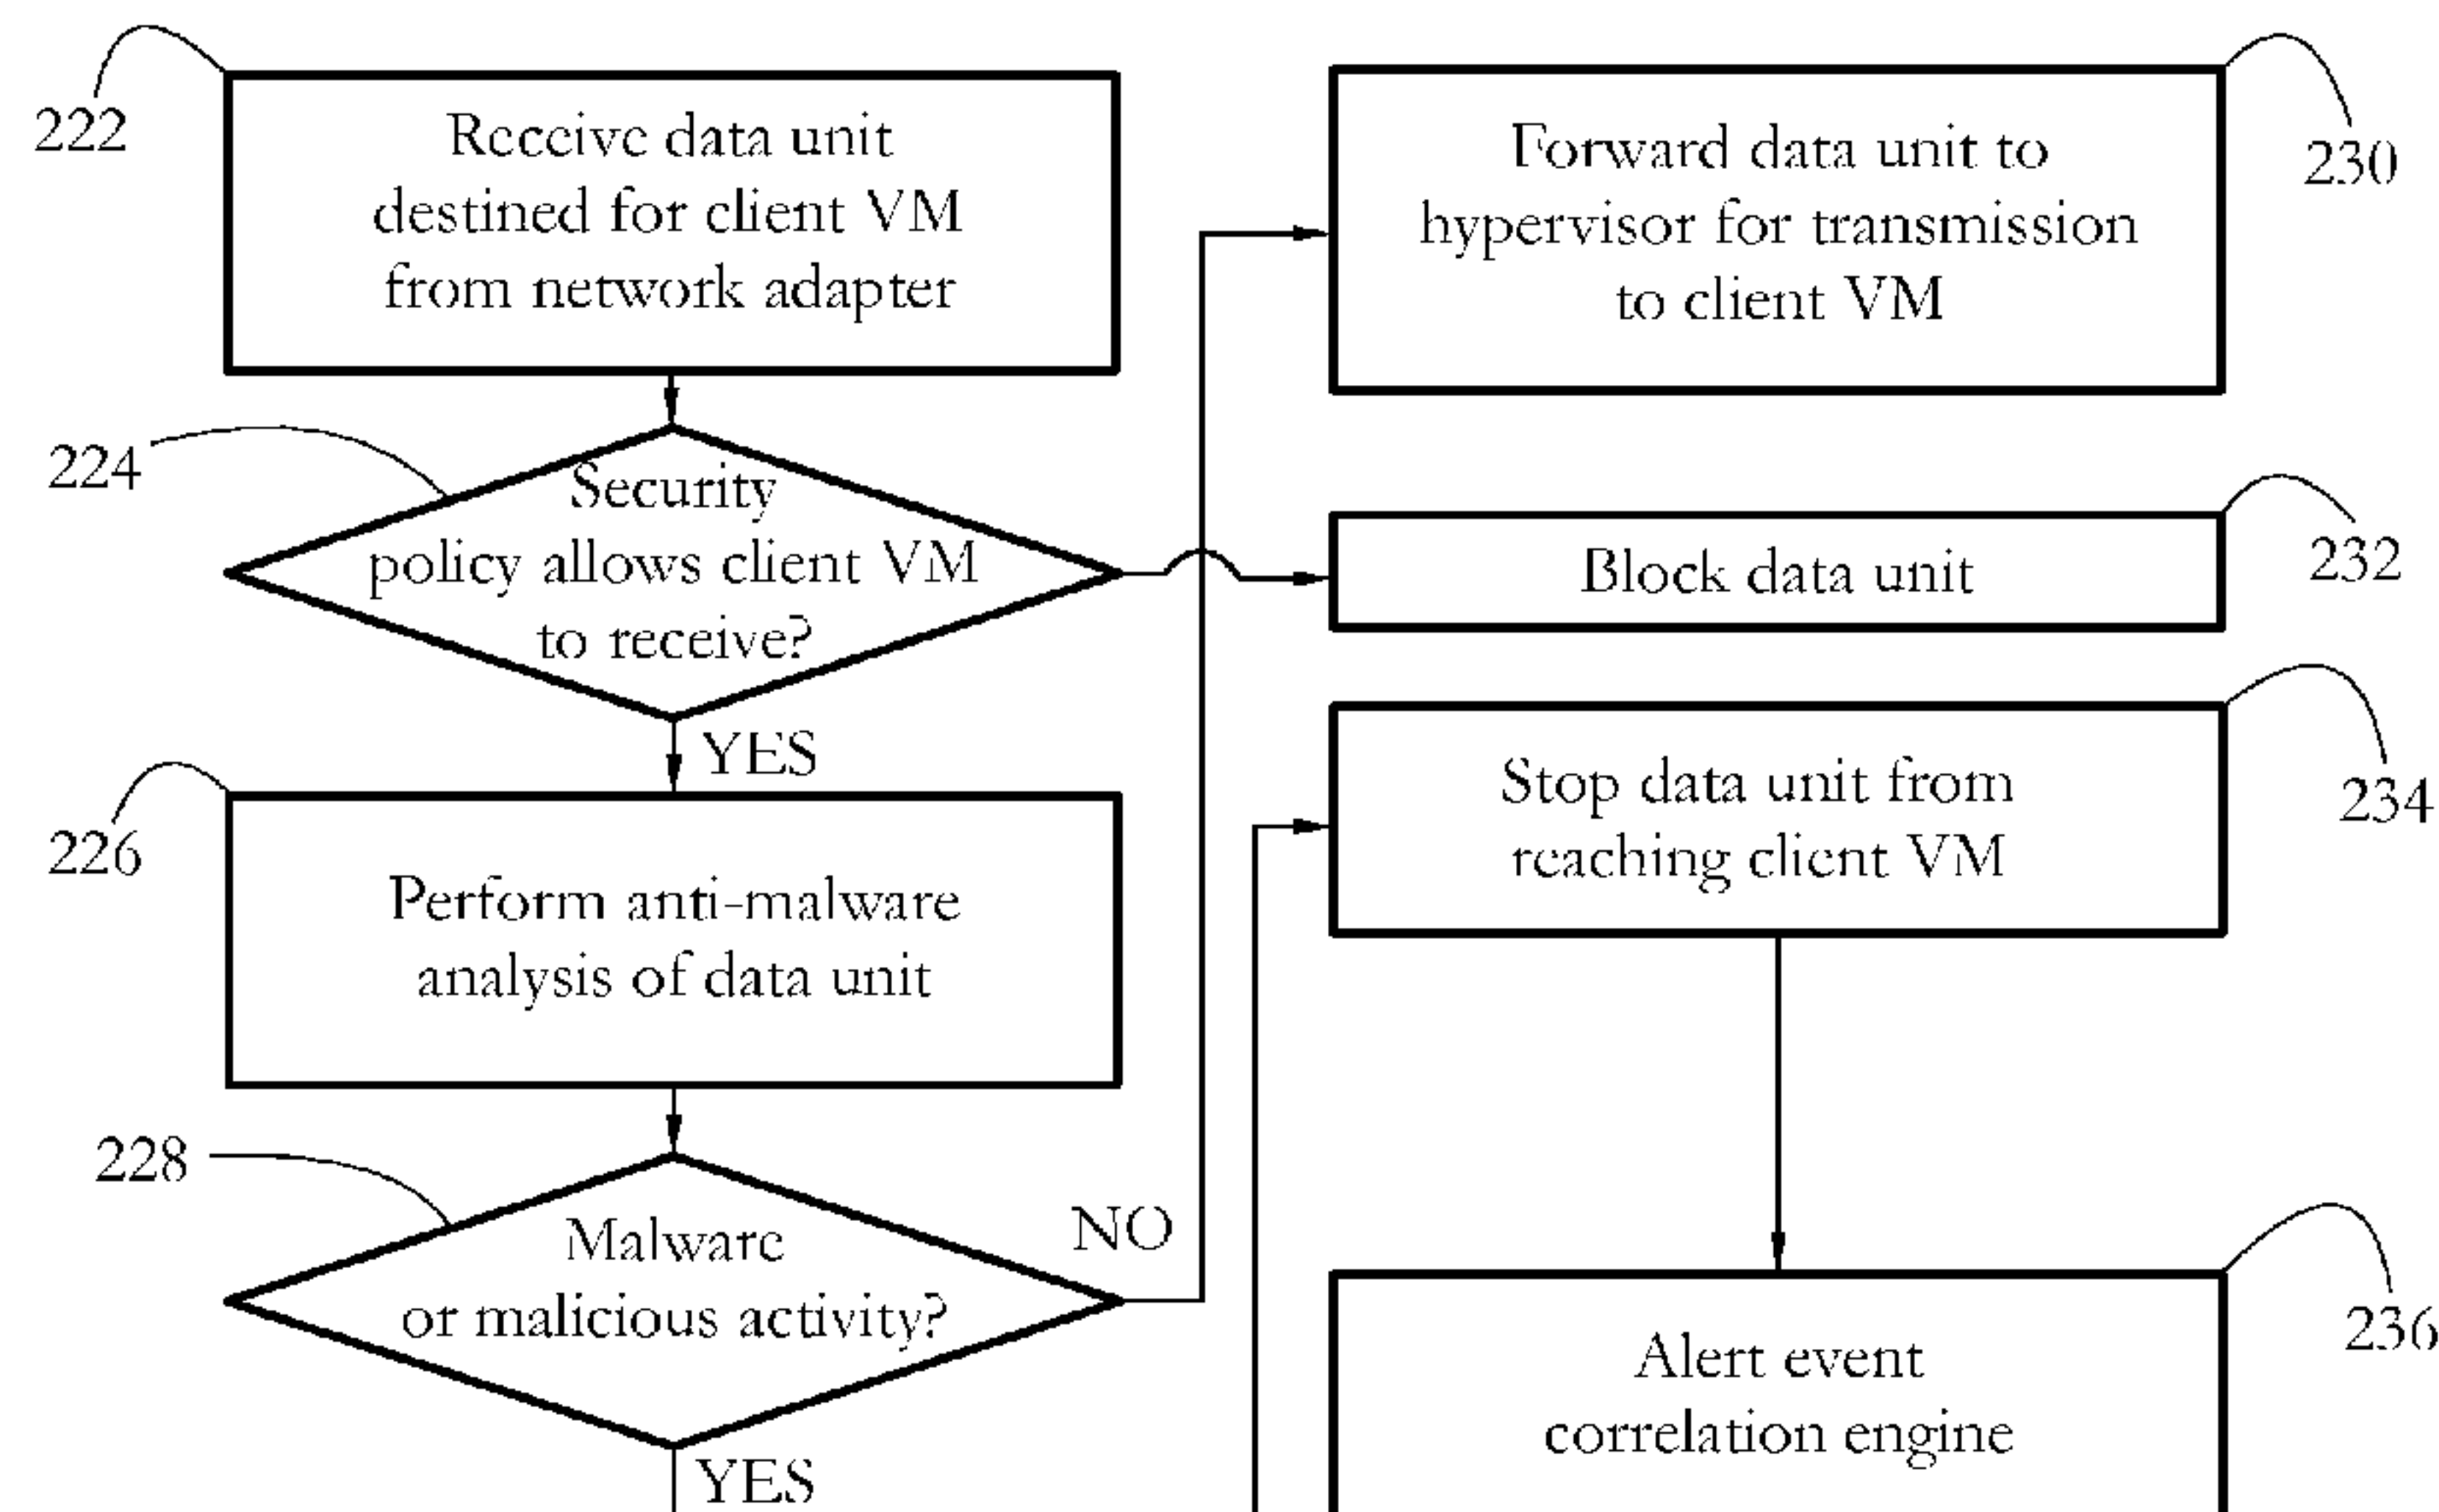 222
Receive data unit
destined for client VM
from network adapter
224
Security
policy allows client VM
to receive?
YES
226
Perform anti-malware
analysis of data unit
228
Malware
or malicious activity?
NO
YES
230
Forward data unit to
hypervisor for transmission
to client VM
232
Block data unit
234
Stop data unit from
reaching client VM
236
Alert event
correlation engine